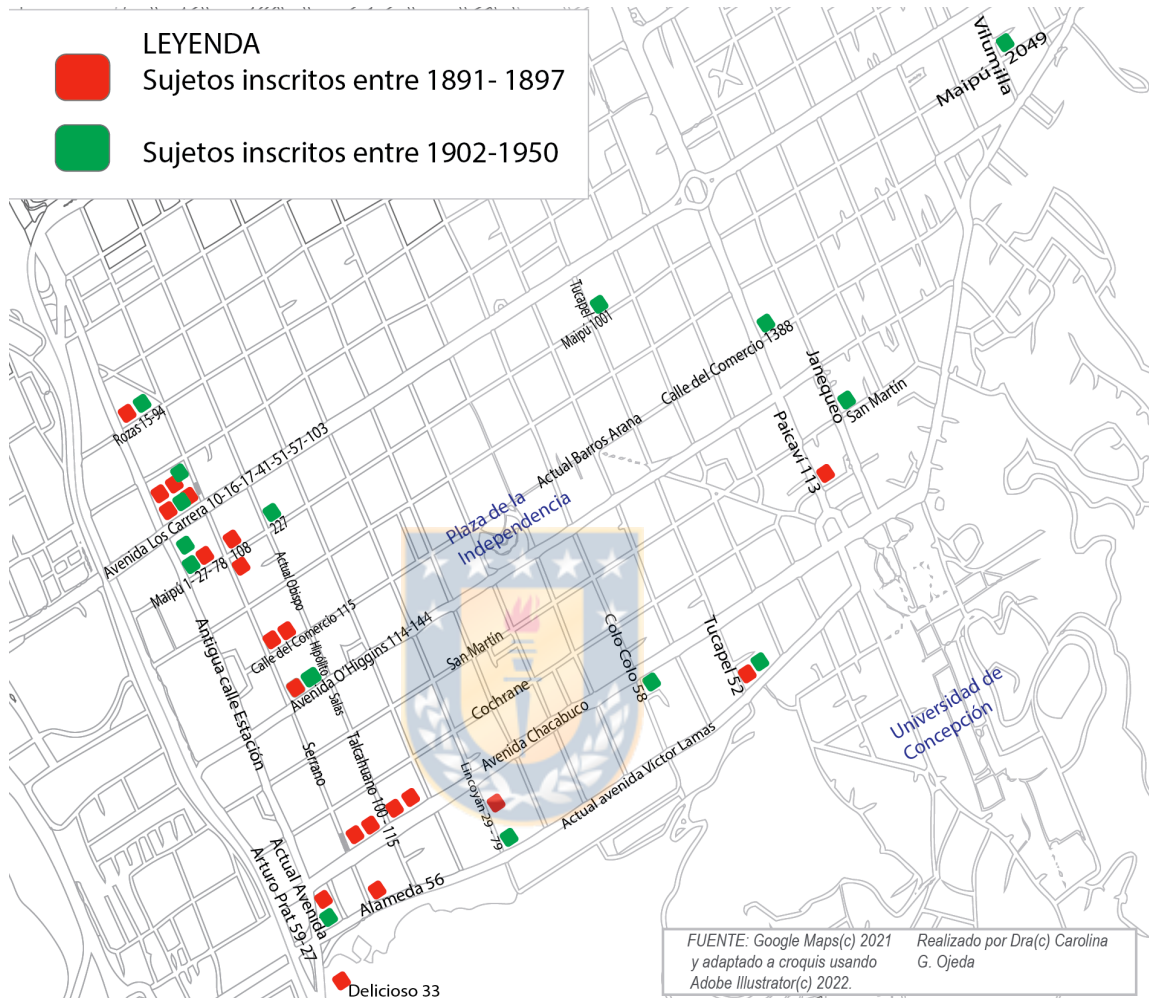 LEYENDA
Sujetos inscritos entre 1891- 1897
Sujetos inscritos entre 1902-1950
Vilumilla
Maipú 2049
Tucapel
Maipú 1001
Calle del Comercio 1388
Janequeo
San Martín
Paicaví 113
Actual Barros Arana
Plaza de la
Independencia
Rozas 15-94
Avenida Los Carrera 10-16-17-41-51-57-103
227
Maipú 1-27-78-108
Actual Obispo
Hipólito
Salas
Calle del Comercio 115
Avenida O'Higgins 114-144
San Martín
Cochrane
Avenida Chacabuco
Colo Colo 58
Tucapel 52
Universidad de
Concepción
Actual avenida Víctor Lamas
Antigua calle Estación
Serrano
Talcahuano 100-115
Lincoyán 29-79
Actual Avenida
Arturo Prat 59-27
Alameda 56
Delicioso 33
FUENTE: Google Maps(c) 2021
y adaptado a croquis usando
Adobe Illustrator(c) 2022.
Realizado por Dra(c) Carolina
G. Ojeda